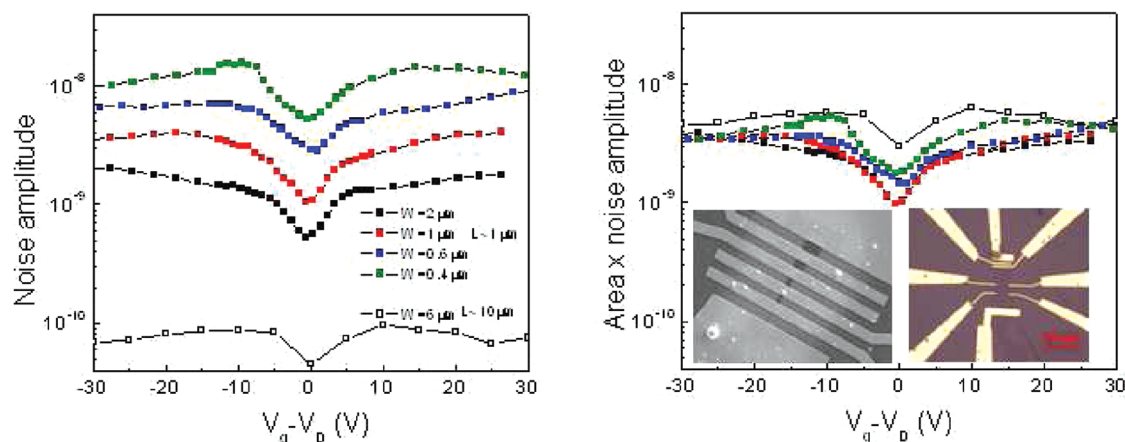 Noise amplitude
10⁻⁸
10⁻⁹
10⁻¹⁰
W = 2 μm
W = 1 μm L ~ 1 μm
W = 0.6 μm
W = 0.4 μm
W = 6 μm L ~ 10 μm
-30 -20 -10 0 10 20 30
Vg-Vp (V)
Area x noise amplitude
10⁻⁸
10⁻⁹
10⁻¹⁰
-30 -20 -10 0 10 20 30
Vg-Vp (V)